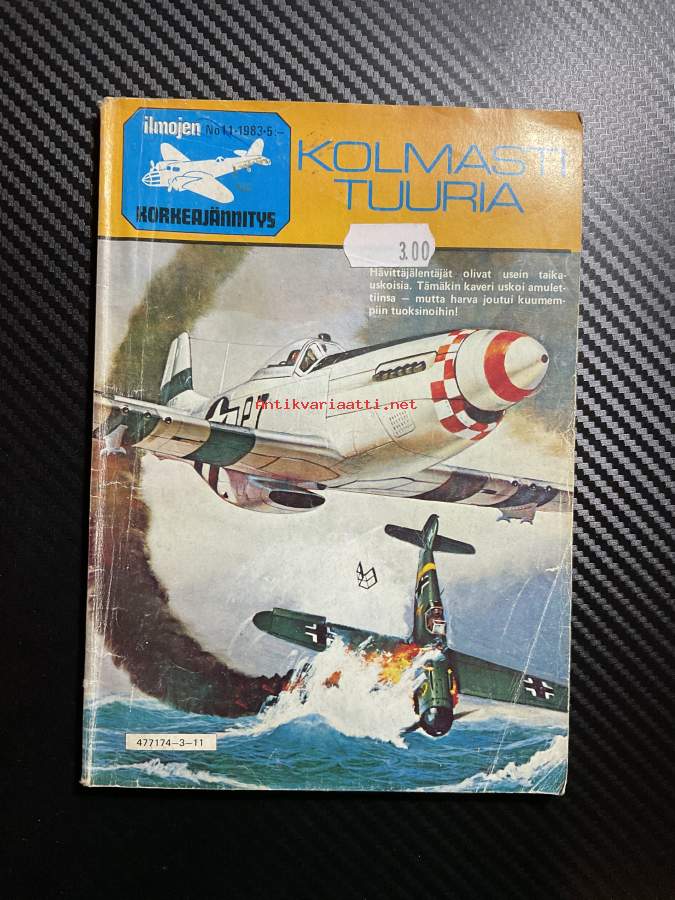 ilmojen No 11•1983•5:–
KORKEAJÄNNITYS
KOLMASTI
TUURIA
3.00
Hävittäjälentäjät olivat usein taika-
uskoisia. Tämäkin kaveri uskoi amulet-
tiinsa — mutta harva joutui kuumem-
piin tuoksinoihin!
Antikvariaatti.net
477174–3–11